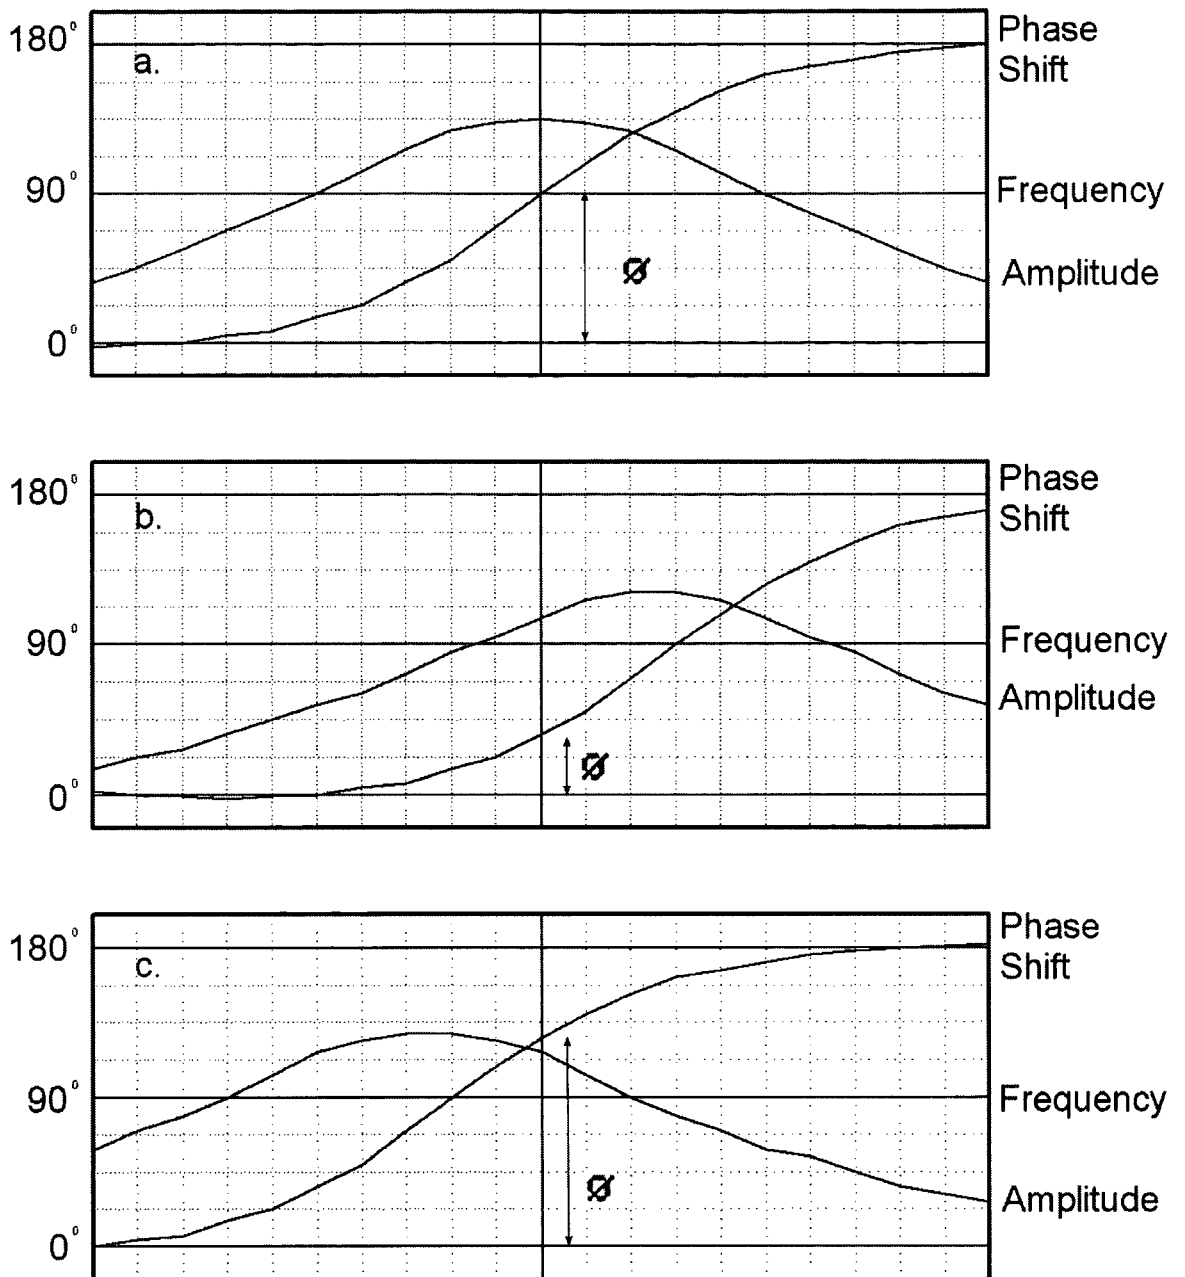 180°
a.
Phase
Shift
90°
Frequency
Ø
Amplitude
0°
180°
b.
Phase
Shift
90°
Frequency
Amplitude
Ø
0°
180°
c.
Phase
Shift
90°
Frequency
Ø
Amplitude
0°